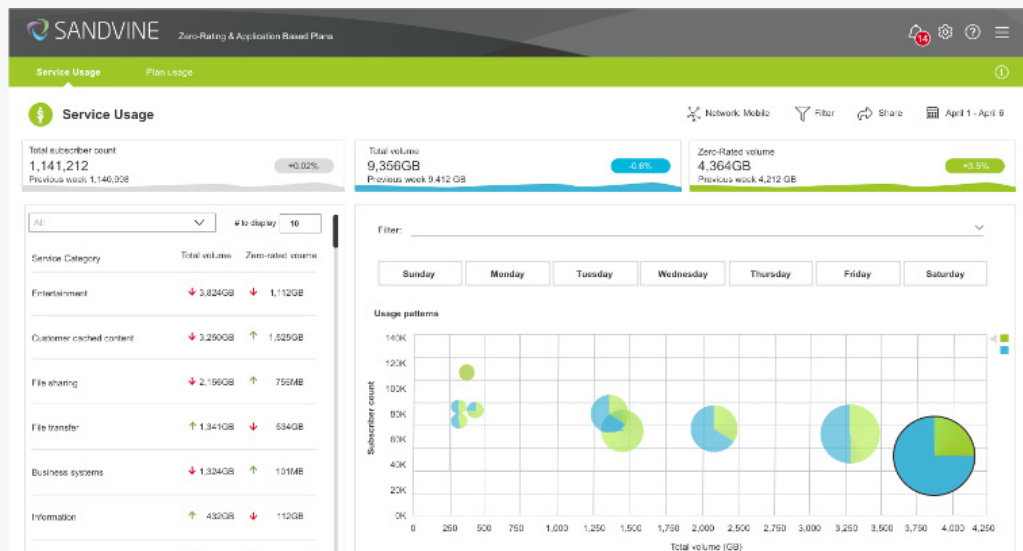 SANDVINE Zero-Rating & Application Based Plans
14
Service Usage Plan usage
Service Usage
Network: Mobile Filter Share April 1 - April 6
Total subscriber count
1,141,212
+0.02%
Previous week 1,140,998
Total volume
9,356GB
-0.6%
Previous week 9,412 GB
Zero-Rated volume
4,364GB
+3.5%
Previous week 4,212 GB
All # to display 10
Service Category Total volume Zero-rated voume
Entertainment 3,824GB 1,112GB
Customer cached content 3,250GB 1,525GB
File sharing 2,156GB 756MB
File transfer 1,341GB 534GB
Business systems 1,324GB 101MB
Information 432GB 112GB
Filter:
Sunday Monday Tuesday Wednesday Thursday Friday Saturday
Usage patterns
Subscriber count
140K
120K
100K
80K
60K
40K
20K
0K
0 250 500 750 1,000 1,250 1,500 1,750 2,000 2,500 2,750 3,000 3,250 3,500 3,750 4,000 4,250
Total volume (GB)